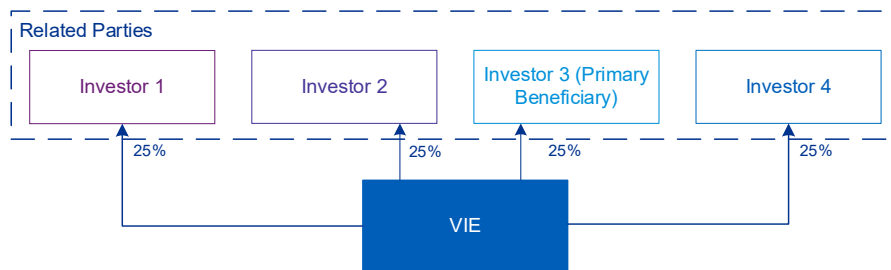 Related Parties
Investor 1
Investor 2
Investor 3 (Primary
Beneficiary)
Investor 4
25%
25%
25%
25%
VIE